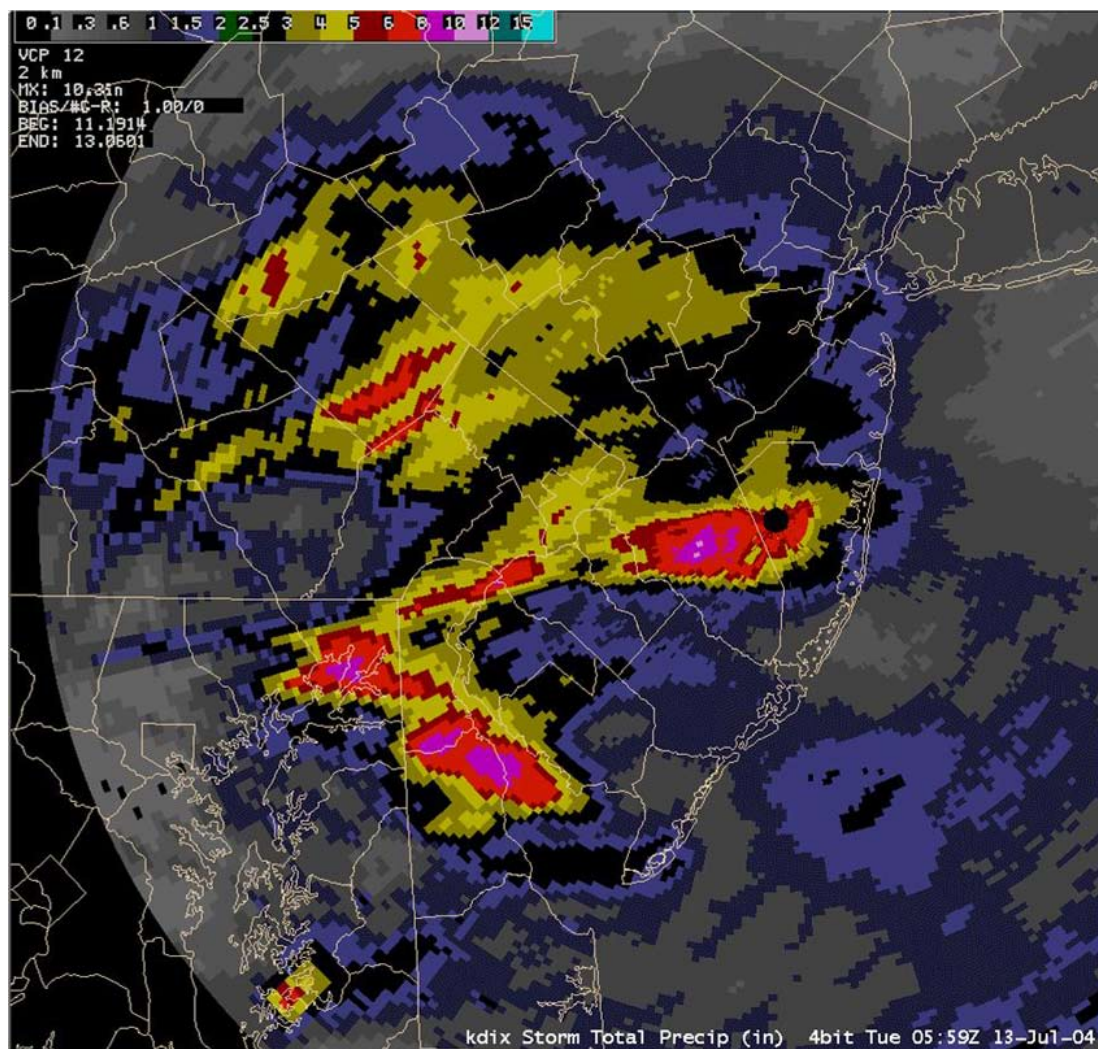 0 .1 .3 .6 1 1.5 2 2.5 3 4 5 6 8 10 12 15
VCP 12
2 km
MX: 10.3in
BIAS/#G-R: 1.00/0
BEG: 11.1914
END: 13.0601
kdix Storm Total Precip (in) 4bit Tue 05:59Z 13-Jul-04